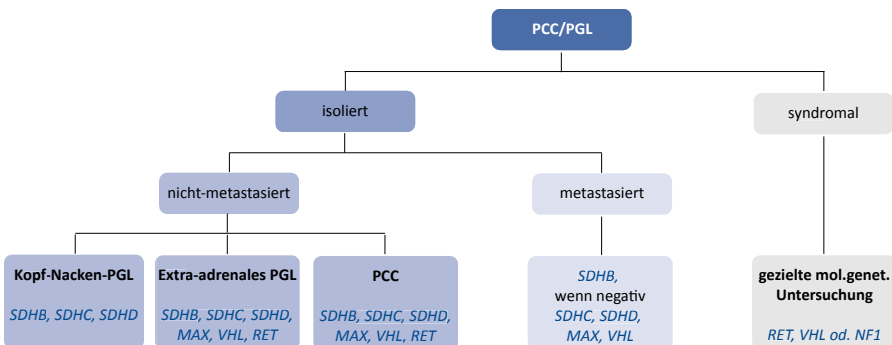 PCC/PGL
isoliert
syndromal
nicht-metastasiert
metastasiert
Kopf-Nacken-PGL
SDHB, SDHC, SDHD
Extra-adrenales PGL
SDHB, SDHC, SDHD,
MAX, VHL, RET
PCC
SDHB, SDHC, SDHD,
MAX, VHL, RET
SDHB,
wenn negativ
SDHC, SDHD,
MAX, VHL
gezielte mol.genet.
Untersuchung
RET, VHL od. NF1